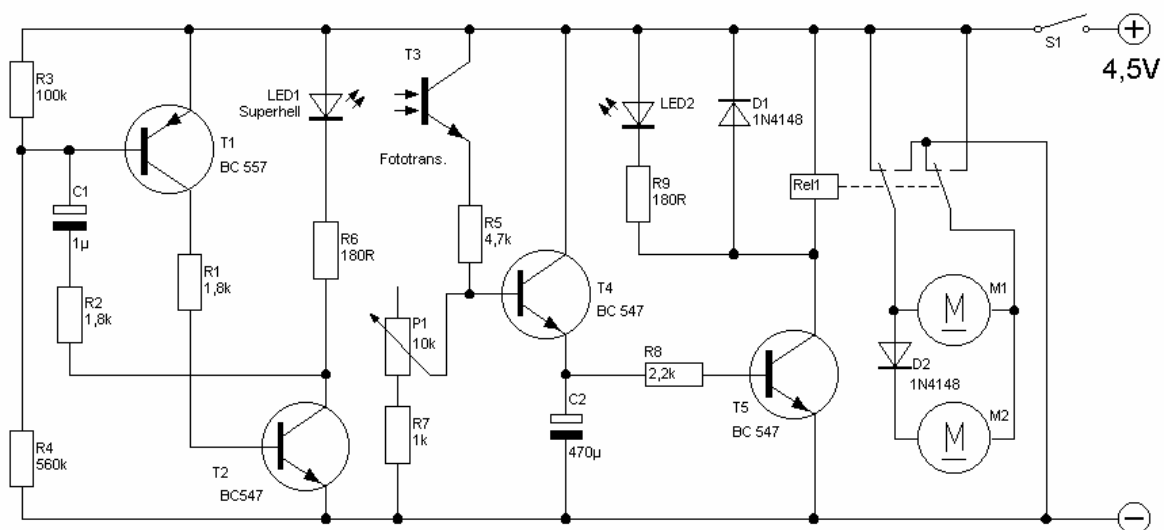 S1
4,5V
R3
100k
T1
BC 557
C1
1µ
R2
1,8k
R1
1,8k
R4
560k
T2
BC547
LED1
Superhell
R6
180R
T3
Fototrans.
R5
4,7k
P1
10k
R7
1k
T4
BC 547
C2
470µ
R8
2,2k
T5
BC 547
LED2
R9
180R
D1
1N4148
Rel1
M1
M
D2
1N4148
M2
M